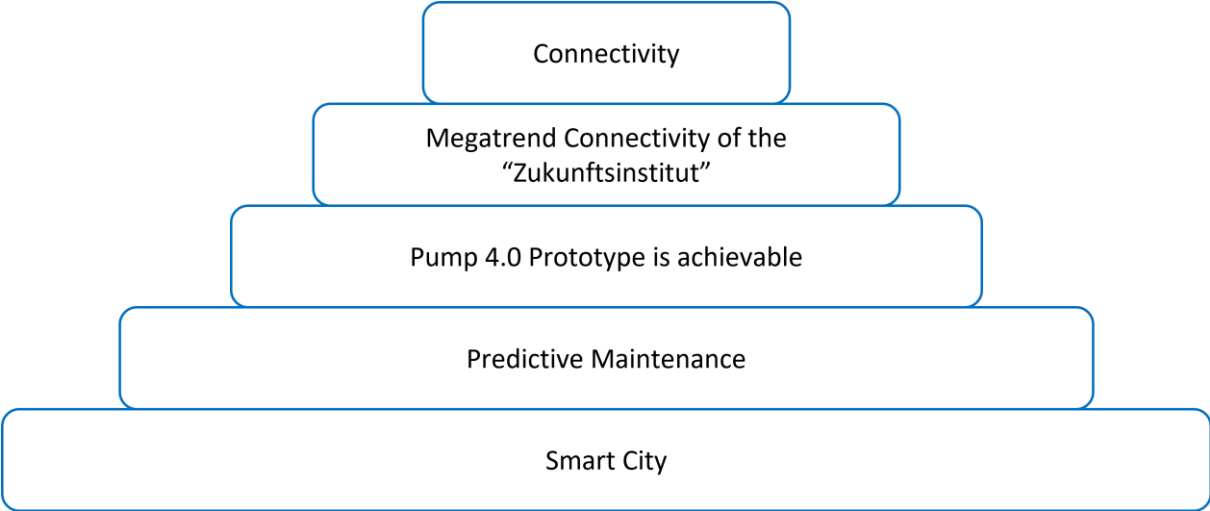 Connectivity
Megatrend Connectivity of the
“Zukunftsinstitut”
Pump 4.0 Prototype is achievable
Predictive Maintenance
Smart City